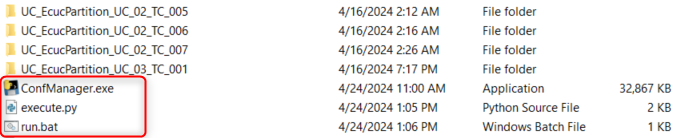 UC_EcucPartition_UC_02_TC_005 4/16/2024 2:12 AM File folder
UC_EcucPartition_UC_02_TC_006 4/16/2024 2:16 AM File folder
UC_EcucPartition_UC_02_TC_007 4/16/2024 2:26 AM File folder
UC_EcucPartition_UC_03_TC_001 4/16/2024 7:17 PM File folder
ConfManager.exe 4/24/2024 11:00 AM Application 32,867 KB
execute.py 4/24/2024 1:05 PM Python Source File 2 KB
run.bat 4/24/2024 1:06 PM Windows Batch File 1 KB